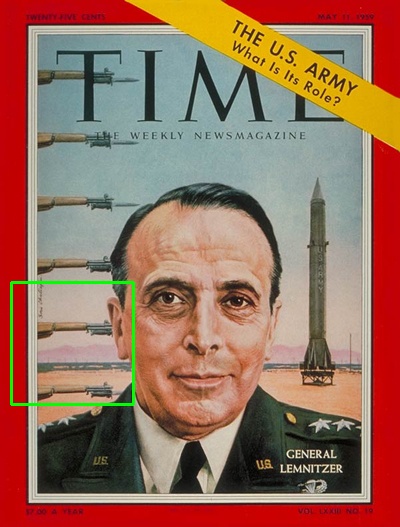 TWENTY-FIVE CENTS
MAY 11, 1959
THE U.S. ARMY
What Is Its Role?
TIME
THE WEEKLY NEWSMAGAZINE
U.S.
U.S.
GENERAL
LEMNITZER
$7.00 A YEAR
VOL. LXXIII NO. 19